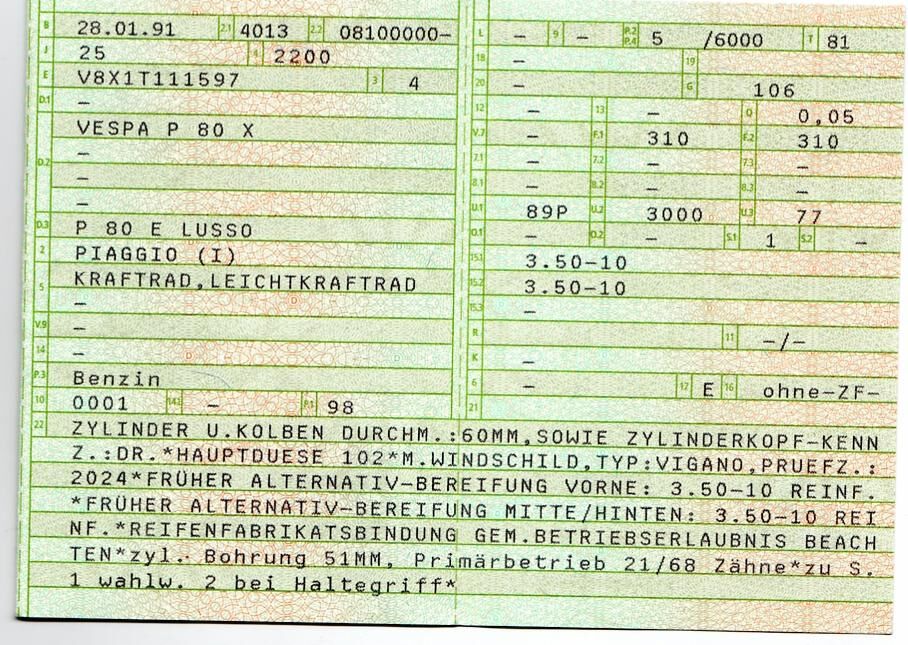 B 28.01.91 2.1 4013 2.2 08100000-
J 25 4 2200
E V8X1T111597 3 4
D.1 -
VESPA P 80 X
-
D.2 -
-
D.3 P 80 E LUSSO
2 PIAGGIO (I)
5 KRAFTRAD,LEICHTKRAFTRAD
-
V.9 -
14 -
P.3 Benzin
10 0001 14.1 - P.1 98
L - 9 - P.2 P.4 5 /6000 T 81
18 - 19
20 - G 106
12 - 13 - Q 0,05
V.7 - F.1 310 F.2 310
7.1 - 7.2 - 7.3 -
8.1 - 8.2 - 8.3 -
U.1 89P U.2 3000 U.3 77
O.1 - O.2 - S.1 1 S.2 -
15.1 3.50-10
15.2 3.50-10
15.3 -
R 11 -/-
K -
6 - 17 E 16 ohne-ZF-
21
22 ZYLINDER U.KOLBEN DURCHM.:60MM,SOWIE ZYLINDERKOPF-KENN
Z.:DR.*HAUPTDUESE 102*M.WINDSCHILD,TYP:VIGANO,PRUEFZ.:
2024*FRÜHER ALTERNATIV-BEREIFUNG VORNE: 3.50-10 REINF.
*FRÜHER ALTERNATIV-BEREIFUNG MITTE/HINTEN: 3.50-10 REI
NF.*REIFENFABRIKATSBINDUNG GEM.BETRIEBSERLAUBNIS BEACH
TEN*zyl.- Bohrung 51MM, Primärbetrieb 21/68 Zähne*zu S.
1 wahlw. 2 bei Haltegriff*